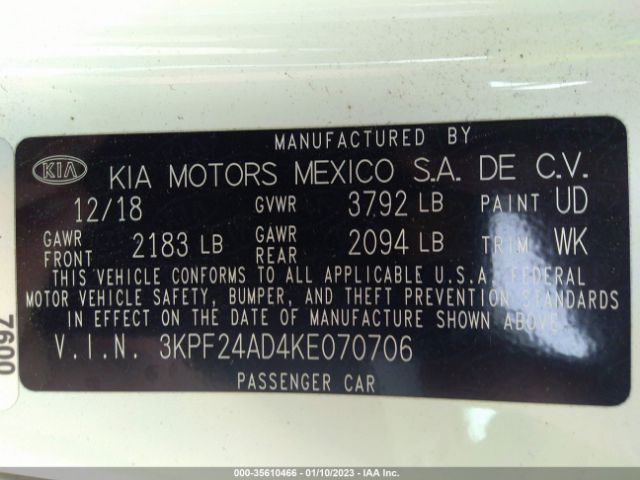 MANUFACTURED BY
KIA KIA MOTORS MEXICO S.A. DE C.V.
12/18 GVWR 3792 LB PAINT UD
GAWR FRONT 2183 LB GAWR REAR 2094 LB TRIM WK
THIS VEHICLE CONFORMS TO ALL APPLICABLE U.S.A. FEDERAL
MOTOR VEHICLE SAFETY, BUMPER, AND THEFT PREVENTION STANDARDS
IN EFFECT ON THE DATE OF MANUFACTURE SHOWN ABOVE.
V.I.N. 3KPF24AD4KE070706
PASSENGER CAR
7600
000-35610466 - 01/10/2023 - IAA Inc.